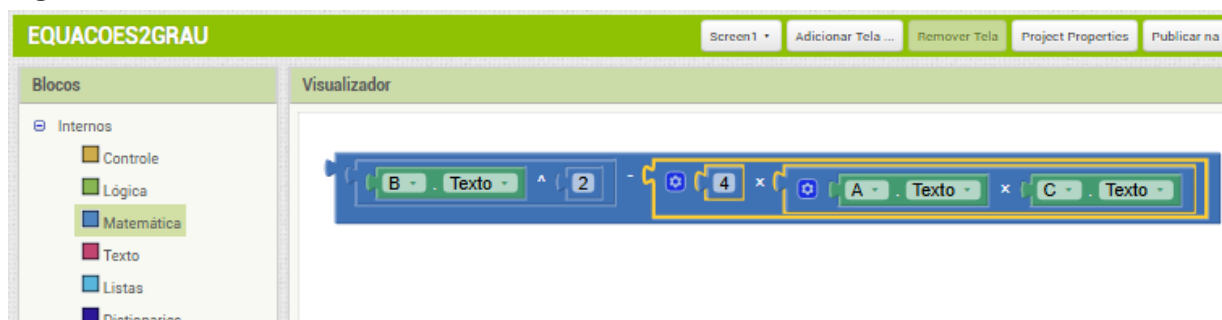 EQUACOES2GRAU
Screen1
Adicionar Tela ...
Remover Tela
Project Properties
Publicar na
Blocos
Visualizador
Internos
Controle
Lógica
Matemática
Texto
Listas
Dictionaries
B . Texto ^ 2 - 4 × A . Texto × C . Texto